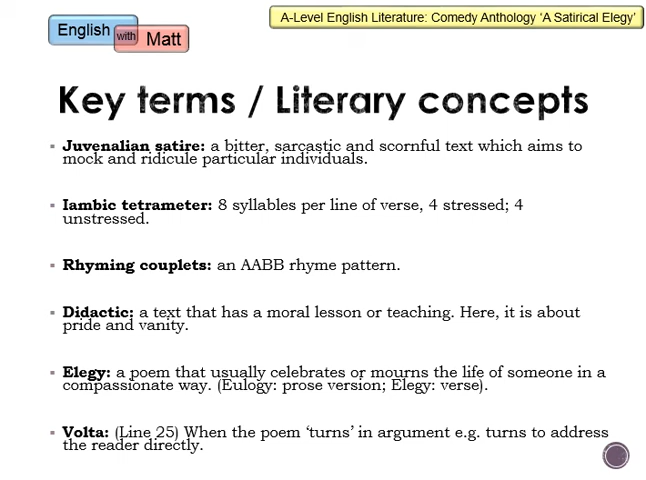 English with Matt
A-Level English Literature: Comedy Anthology ‘A Satirical Elegy’
Key terms / Literary concepts
Juvenalian satire: a bitter, sarcastic and scornful text which aims to
mock and ridicule particular individuals.
Iambic tetrameter: 8 syllables per line of verse, 4 stressed; 4
unstressed.
Rhyming couplets: an AABB rhyme pattern.
Didactic: a text that has a moral lesson or teaching. Here, it is about
pride and vanity.
Elegy: a poem that usually celebrates or mourns the life of someone in a
compassionate way. (Eulogy: prose version; Elegy: verse).
Volta: (Line 25) When the poem ‘turns’ in argument e.g. turns to address
the reader directly.